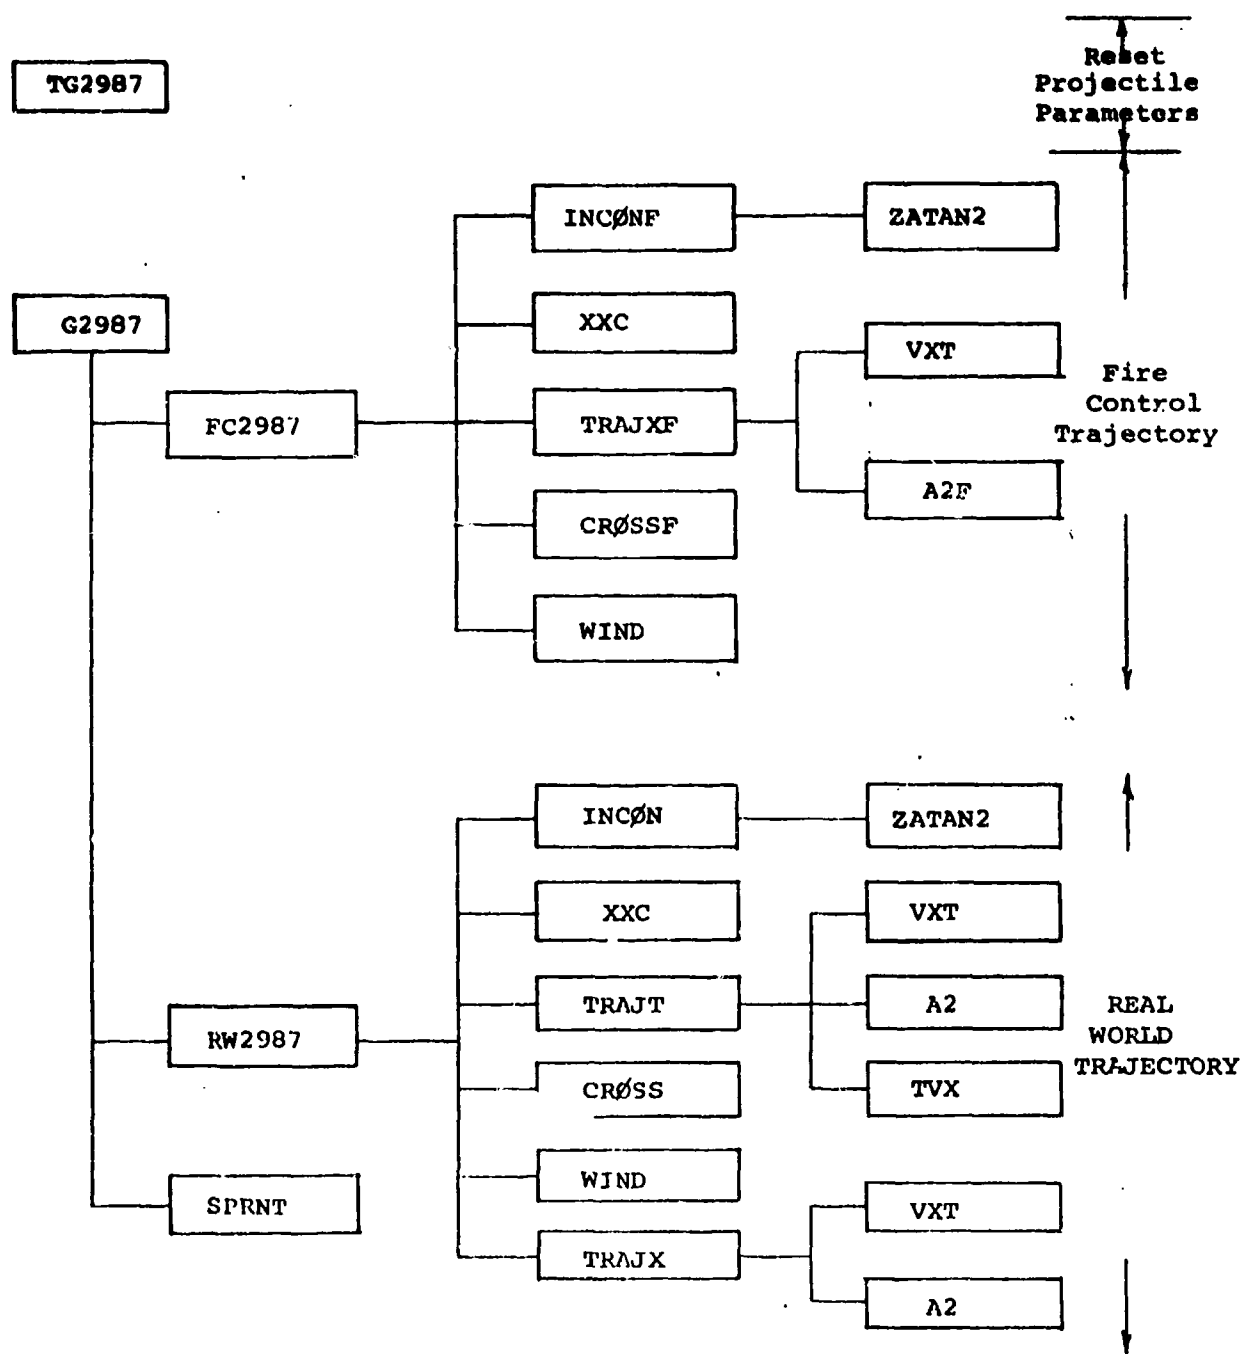 Reset
Projectile
Parameters
TG2987
INCØNF
ZATAN2
G2987
XXC
VXT
FC2987
TRAJXF
Fire
Control
Trajectory
A2F
CRØSSF
WIND
INCØN
ZATAN2
XXC
VXT
RW2987
TRAJT
A2
REAL
WORLD
TRAJECTORY
CRØSS
TVX
SPRNT
WIND
VXT
TRAJX
A2